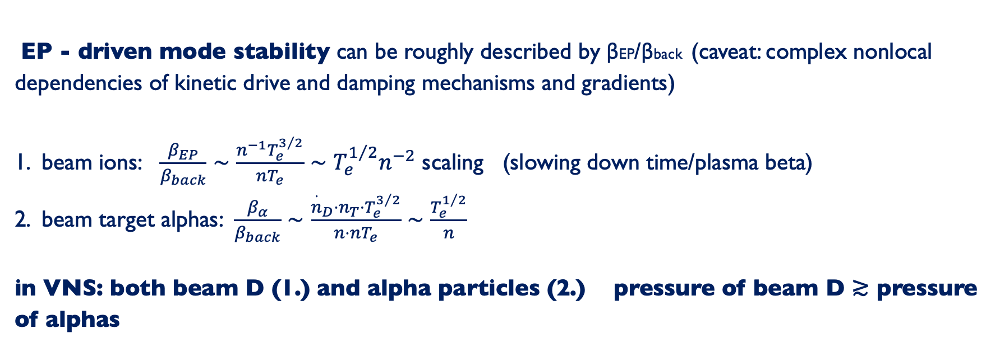 EP - driven mode stability can be roughly described by βEP/βback (caveat: complex nonlocal
dependencies of kinetic drive and damping mechanisms and gradients)
1. beam ions: $\frac{\beta_{EP}}{\beta_{back}} \sim \frac{n^{-1}T_e^{3/2}}{nT_e} \sim T_e^{1/2}n^{-2}$ scaling (slowing down time/plasma beta)
2. beam target alphas: $\frac{\beta_{\alpha}}{\beta_{back}} \sim \frac{\dot{n}_D \cdot n_T \cdot T_e^{3/2}}{n \cdot nT_e} \sim \frac{T_e^{1/2}}{n}$
in VNS: both beam D (1.) and alpha particles (2.) pressure of beam D ≳ pressure
of alphas